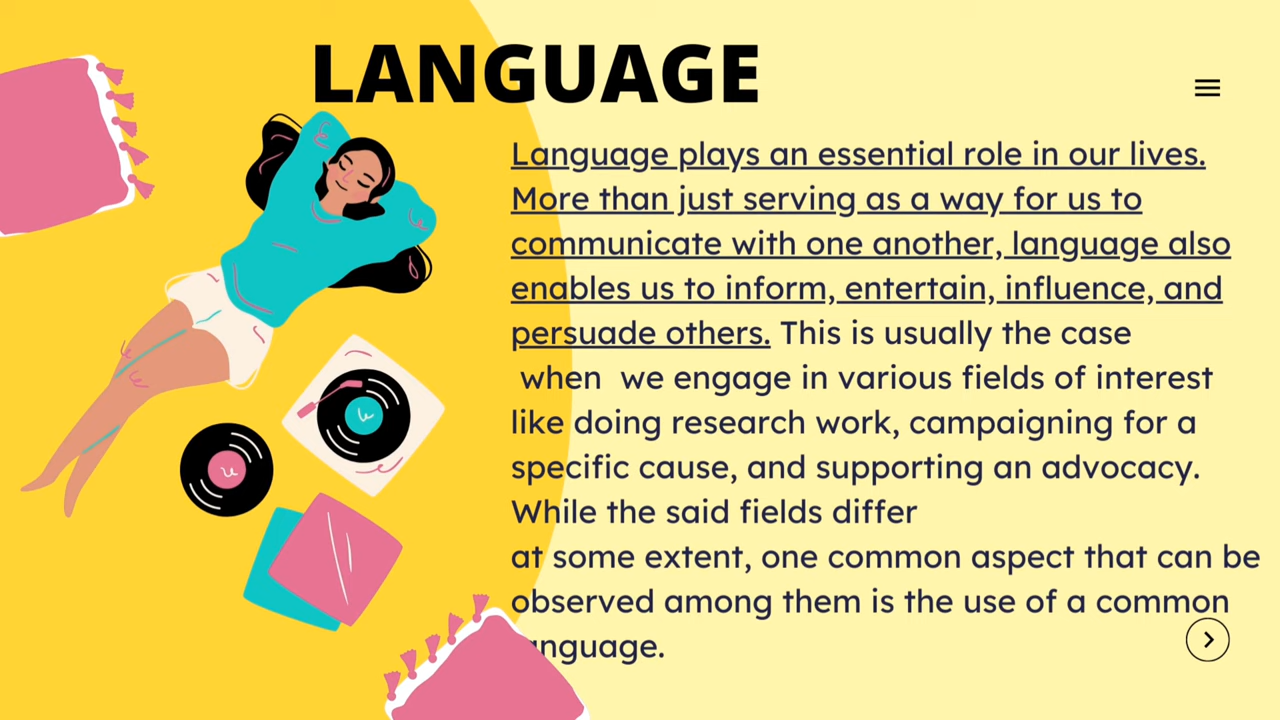 LANGUAGE
Language plays an essential role in our lives.
More than just serving as a way for us to
communicate with one another, language also
enables us to inform, entertain, influence, and
persuade others. This is usually the case
when we engage in various fields of interest
like doing research work, campaigning for a
specific cause, and supporting an advocacy.
While the said fields differ
at some extent, one common aspect that can be
observed among them is the use of a common
language.